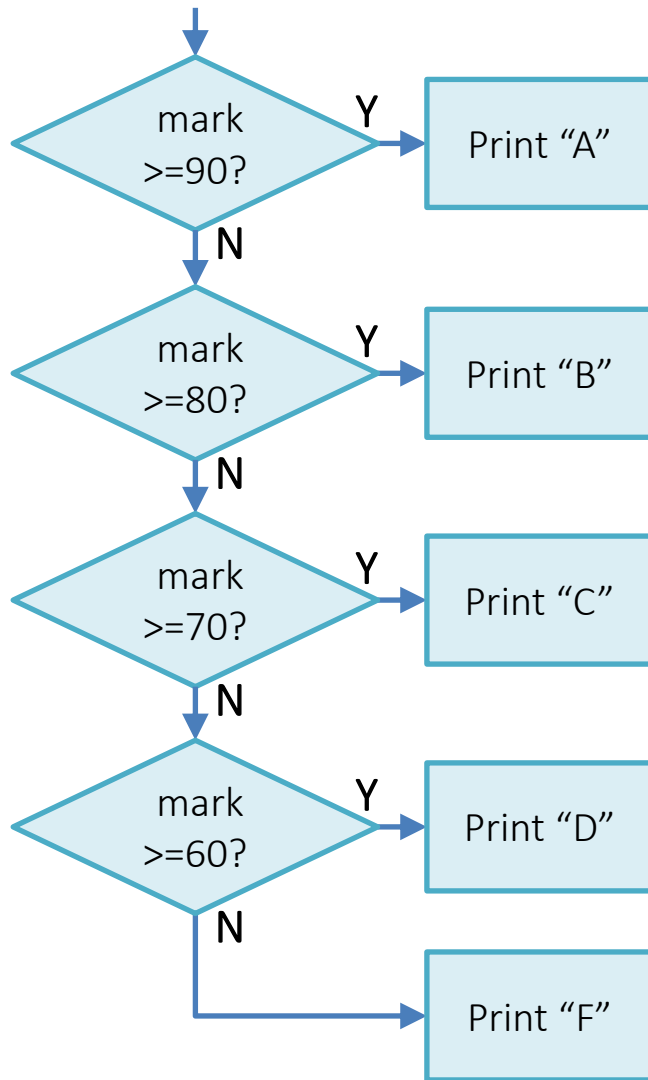 mark
>=90?
Y
Print “A”
N
mark
>=80?
Y
Print “B”
N
mark
>=70?
Y
Print “C”
N
mark
>=60?
Y
Print “D”
N
Print “F”